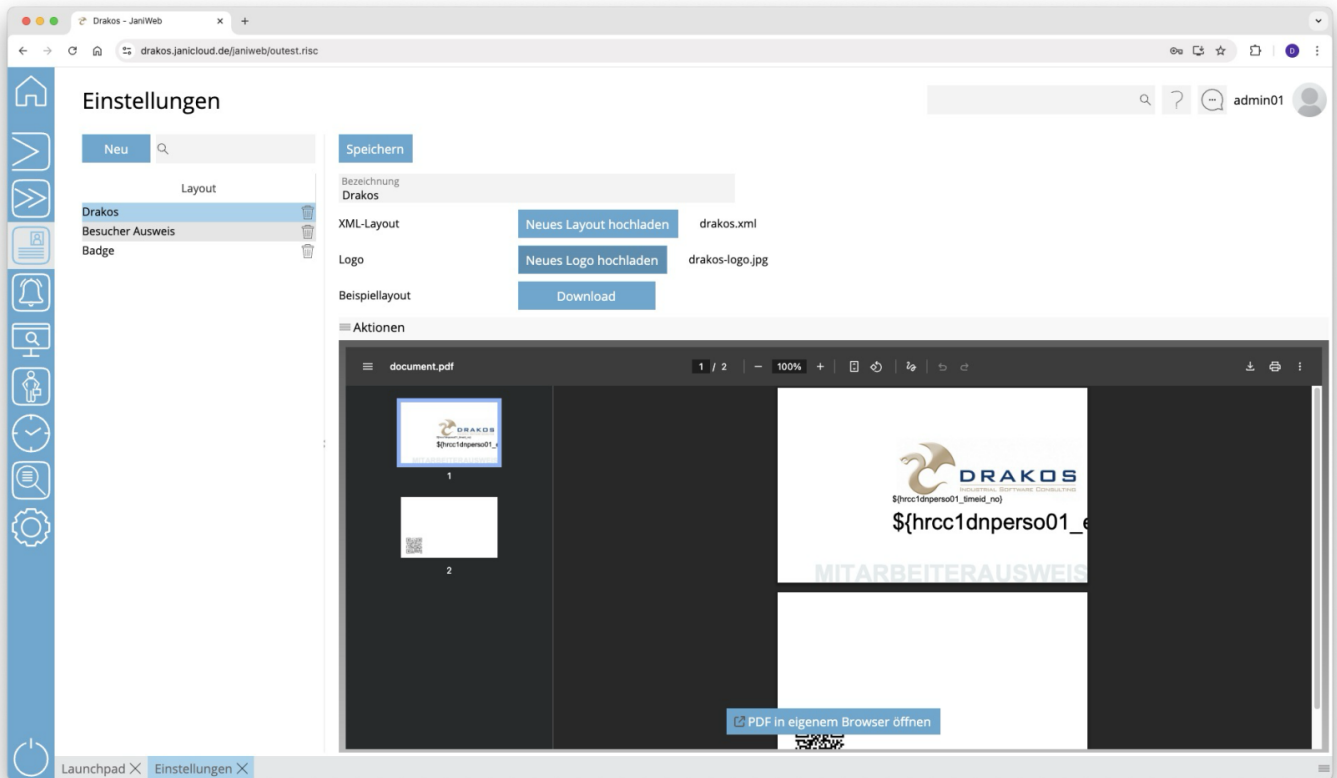 Drakos - JaniWeb
drakos.janicloud.de/janiweb/outest.risc
D
Einstellungen
admin01
Neu
Speichern
Layout
Drakos
Besucher Ausweis
Badge
Bezeichnung
Drakos
XML-Layout
Neues Layout hochladen
drakos.xml
Logo
Neues Logo hochladen
drakos-logo.jpg
Beispiellayout
Download
Aktionen
document.pdf
1 / 2
100%
DRAKOS
${hrcc1dnperso01_e
MITARBEITERAUSWEIS
1
2
DRAKOS
INDUSTRIAL SOFTWARE CONSULTING
${hrcc1dnperso01_timeid_no}
${hrcc1dnperso01_e
MITARBEITERAUSWEIS
PDF in eigenem Browser öffnen
Launchpad
Einstellungen